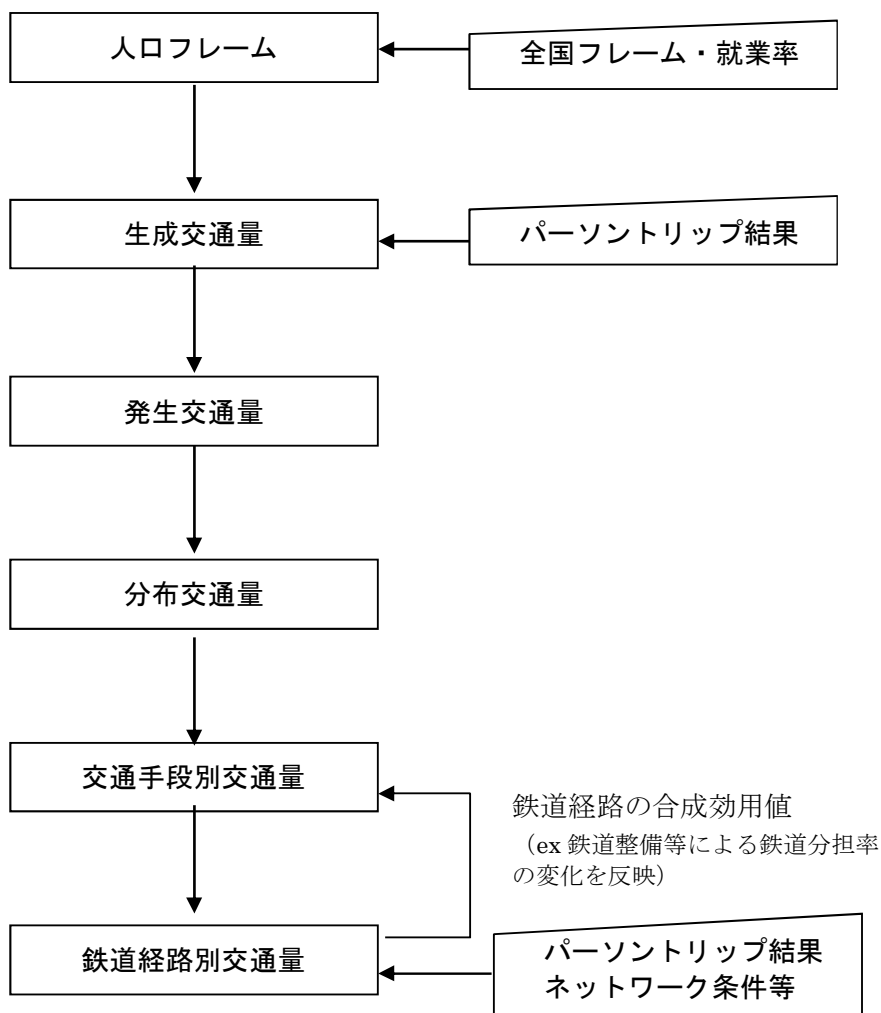 人口フレーム
全国フレーム・就業率
生成交通量
パーソントリップ結果
発生交通量
分布交通量
交通手段別交通量
鉄道経路の合成効用値
（ex 鉄道整備等による鉄道分担率
の変化を反映）
鉄道経路別交通量
パーソントリップ結果
ネットワーク条件等